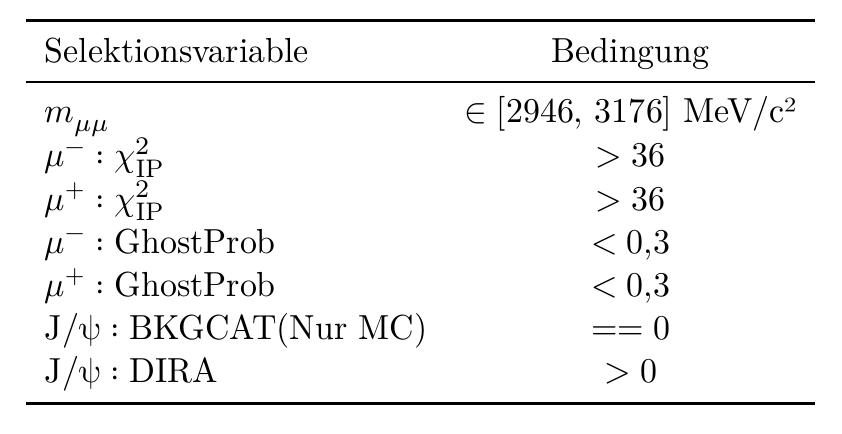 Selektionsvariable Bedingung
m_μμ ∈ [2946, 3176] MeV/c²
μ⁻ : χ²_IP > 36
μ⁺ : χ²_IP > 36
μ⁻ : GhostProb < 0,3
μ⁺ : GhostProb < 0,3
J/ψ : BKGCAT(Nur MC) == 0
J/ψ : DIRA > 0